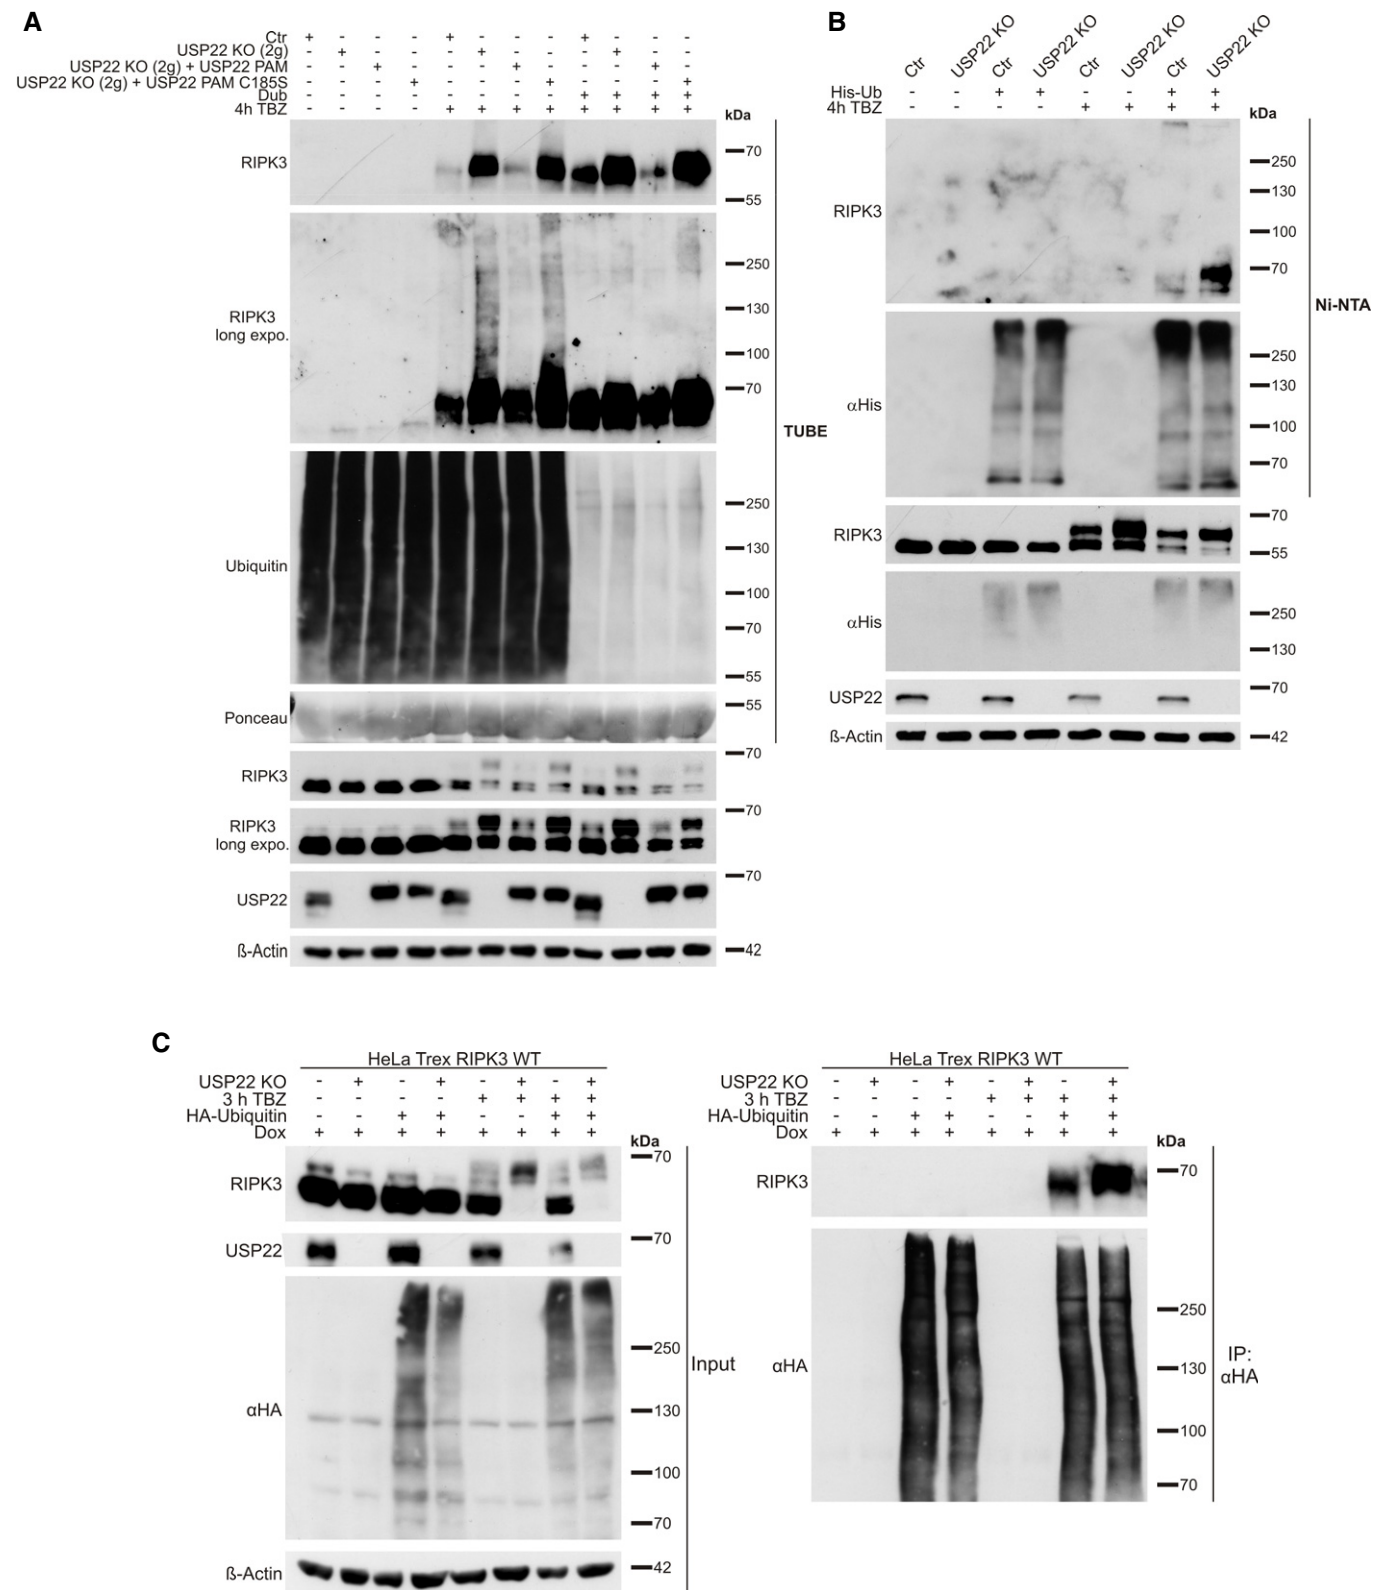 A
Ctr + - - - + - - - + - - -
USP22 KO (2g) - + - - - + - - - + - -
USP22 KO (2g) + USP22 PAM - - + - - - + - - - + -
USP22 KO (2g) + USP22 PAM C185S - - - + - - - + - - - +
Dub - - - - - - - - + + + +
4h TBZ - - - - + + + + + + + +
kDa
RIPK3
70
55
RIPK3
long expo.
250
130
100
70
Ubiquitin
250
130
100
70
55
Ponceau
55
TUBE
RIPK3
70
RIPK3
long expo.
70
USP22
70
ß-Actin
42
B
Ctr USP22 KO Ctr USP22 KO Ctr USP22 KO Ctr USP22 KO
His-Ub - - + + - - + +
4h TBZ - - - - + + + +
kDa
RIPK3
250
130
100
70
αHis
250
130
100
70
Ni-NTA
RIPK3
70
55
αHis
250
130
USP22
70
ß-Actin
42
C
HeLa Trex RIPK3 WT
USP22 KO - + - + - + - +
3 h TBZ - - - - + + + +
HA-Ubiquitin - - + + - - + +
Dox + + + + + + + +
kDa
RIPK3
70
USP22
70
αHA
250
130
100
70
ß-Actin
42
Input
HeLa Trex RIPK3 WT
USP22 KO - + - + - + - +
3 h TBZ - - - - + + + +
HA-Ubiquitin - - + + - - + +
Dox + + + + + + + +
kDa
RIPK3
70
αHA
250
130
100
70
IP:
αHA